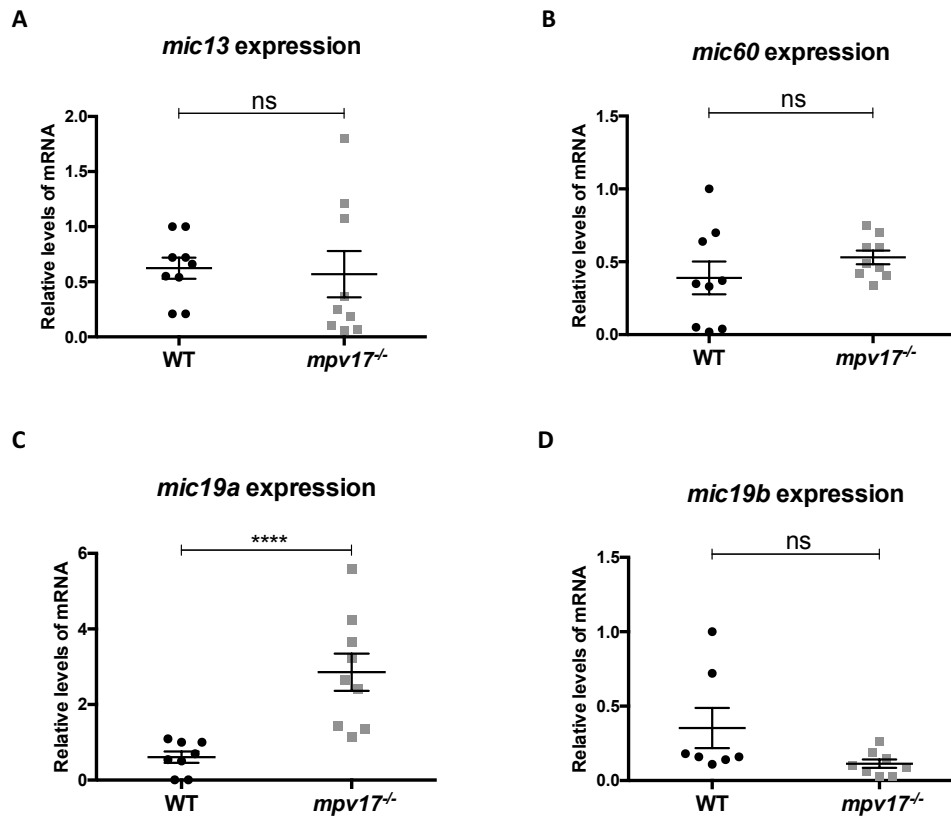 A
mic13 expression
ns
Relative levels of mRNA
2.0
1.5
1.0
0.5
0.0
WT
mpv17-/-
B
mic60 expression
ns
Relative levels of mRNA
1.5
1.0
0.5
0.0
WT
mpv17-/-
C
mic19a expression
****
Relative levels of mRNA
6
4
2
0
WT
mpv17-/-
D
mic19b expression
ns
Relative levels of mRNA
1.5
1.0
0.5
0.0
WT
mpv17-/-